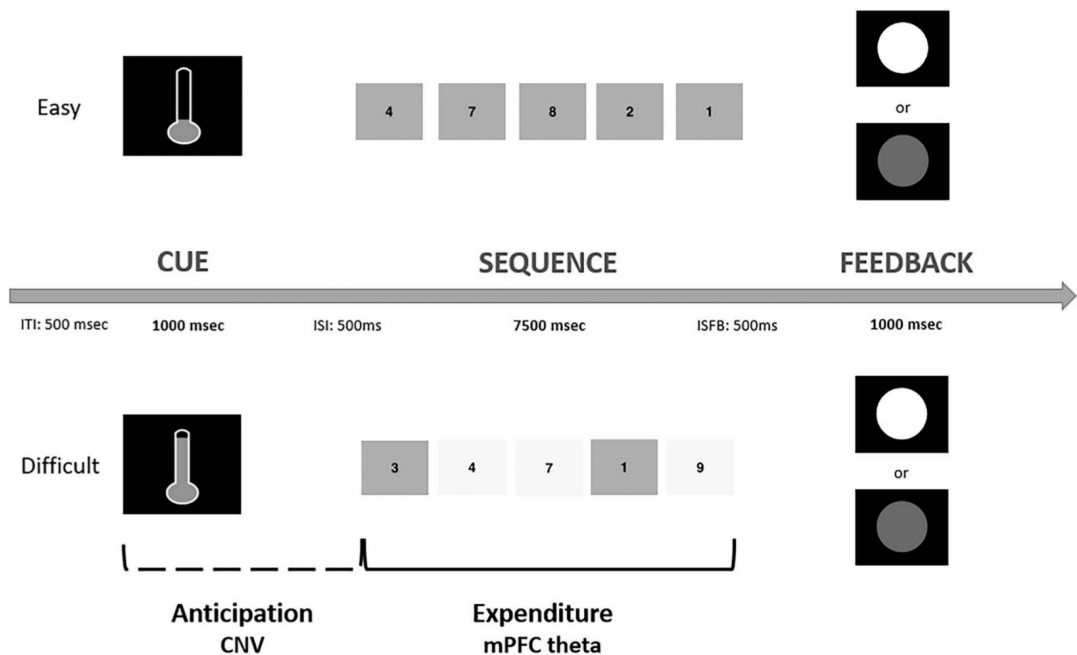 Easy
4 7 8 2 1
or
CUE SEQUENCE FEEDBACK
ITI: 500 msec 1000 msec ISI: 500ms 7500 msec ISFB: 500ms 1000 msec
Difficult
3 4 7 1 9
or
Anticipation Expenditure
CNV mPFC theta